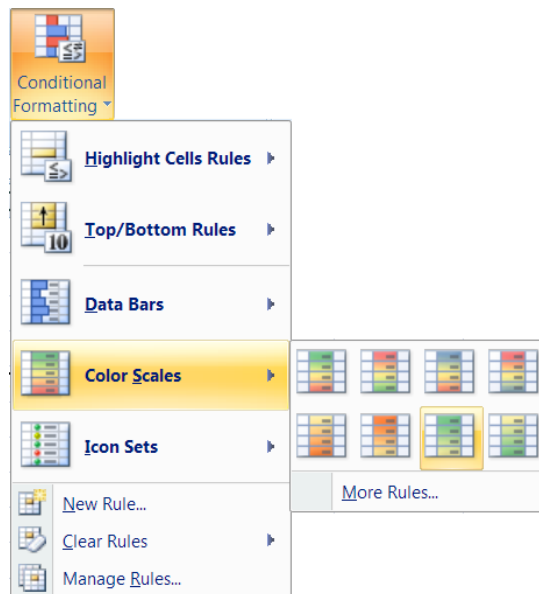 Conditional
Formatting
Highlight Cells Rules
10
Top/Bottom Rules
Data Bars
Color Scales
Icon Sets
More Rules...
New Rule...
Clear Rules
Manage Rules...